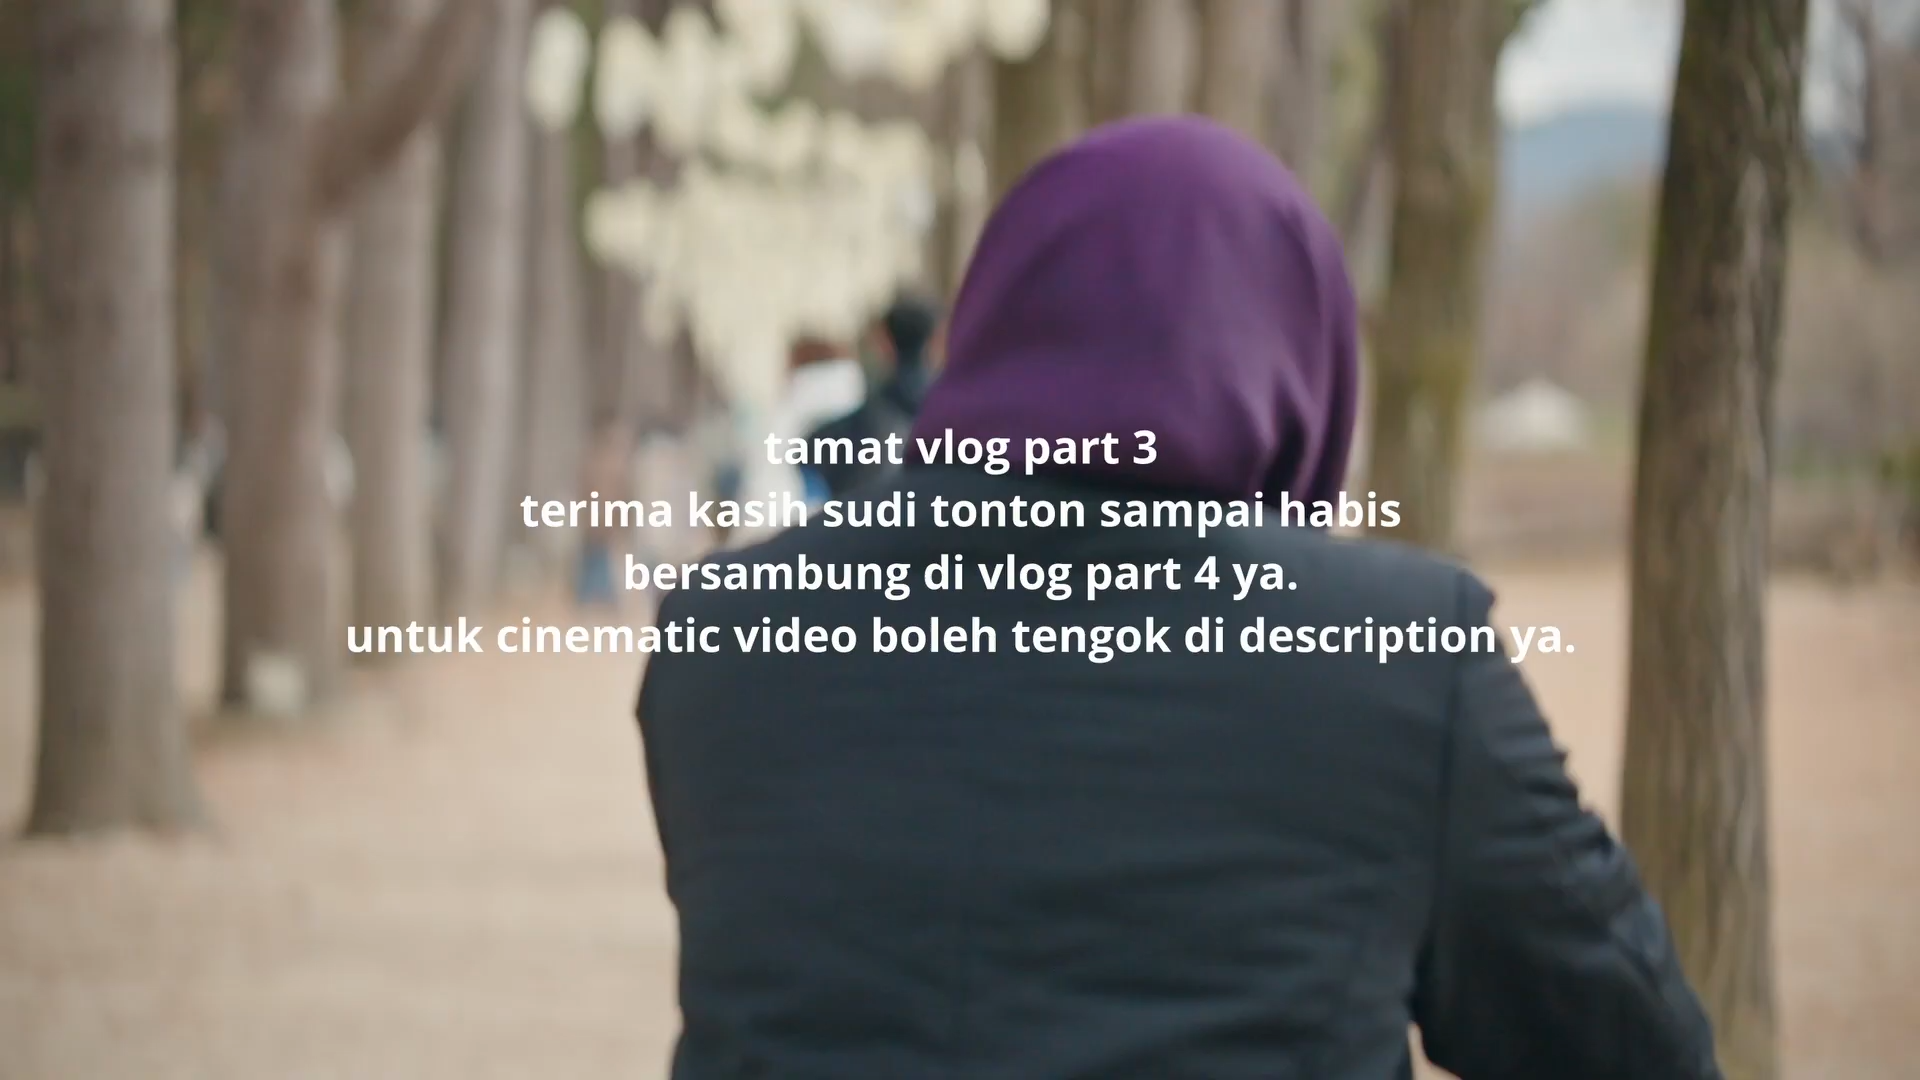 tamat vlog part 3
terima kasih sudi tonton sampai habis
bersambung di vlog part 4 ya.
untuk cinematic video boleh tengok di description ya.